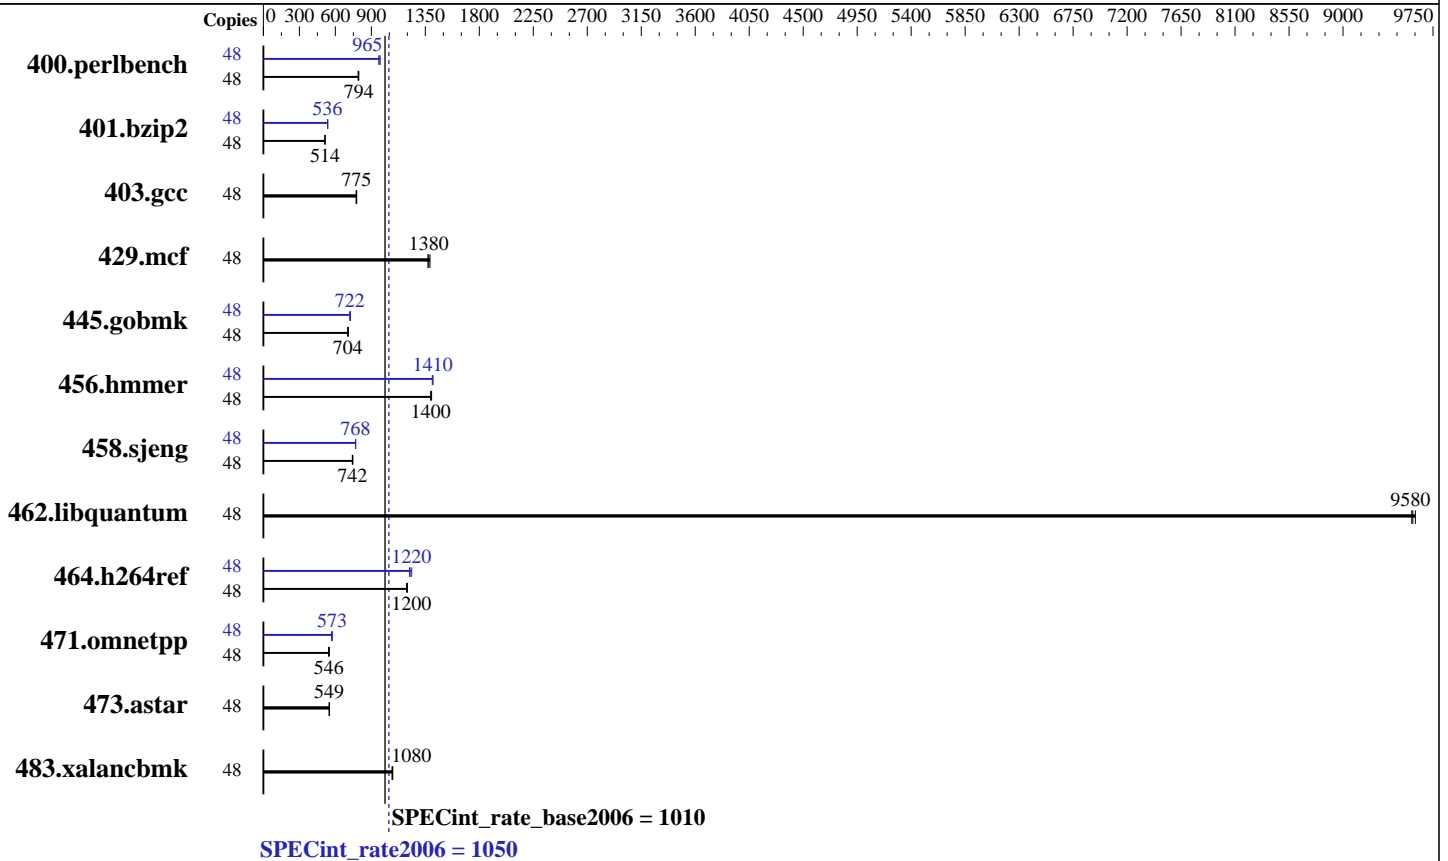 Copies 0 300 600 900 1350 1800 2250 2700 3150 3600 4050 4500 4950 5400 5850 6300 6750 7200 7650 8100 8550 9000 9750
400.perlbench 48 965
48 794
401.bzip2 48 536
48 514
403.gcc 48 775
429.mcf 48 1380
445.gobmk 48 722
48 704
456.hmmer 48 1410
48 1400
458.sjeng 48 768
48 742
462.libquantum 48 9580
464.h264ref 48 1220
48 1200
471.omnetpp 48 573
48 546
473.astar 48 549
483.xalancbmk 48 1080
SPECint_rate_base2006 = 1010
SPECint_rate2006 = 1050